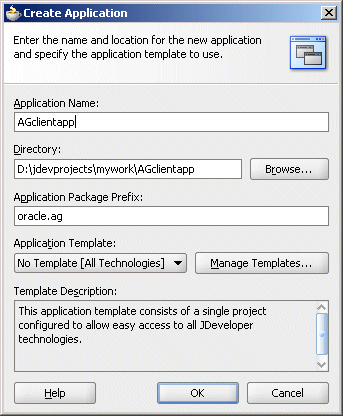 Create Application
Enter the name and location for the new application
and specify the application template to use.
Application Name:
AGclientapp
Directory:
D:\jdevprojects\mywork\AGclientapp
Browse...
Application Package Prefix:
oracle.ag
Application Template:
No Template [All Technologies]
Manage Templates...
Template Description:
This application template consists of a single project
configured to allow easy access to all JDeveloper
technologies.
Help
OK
Cancel